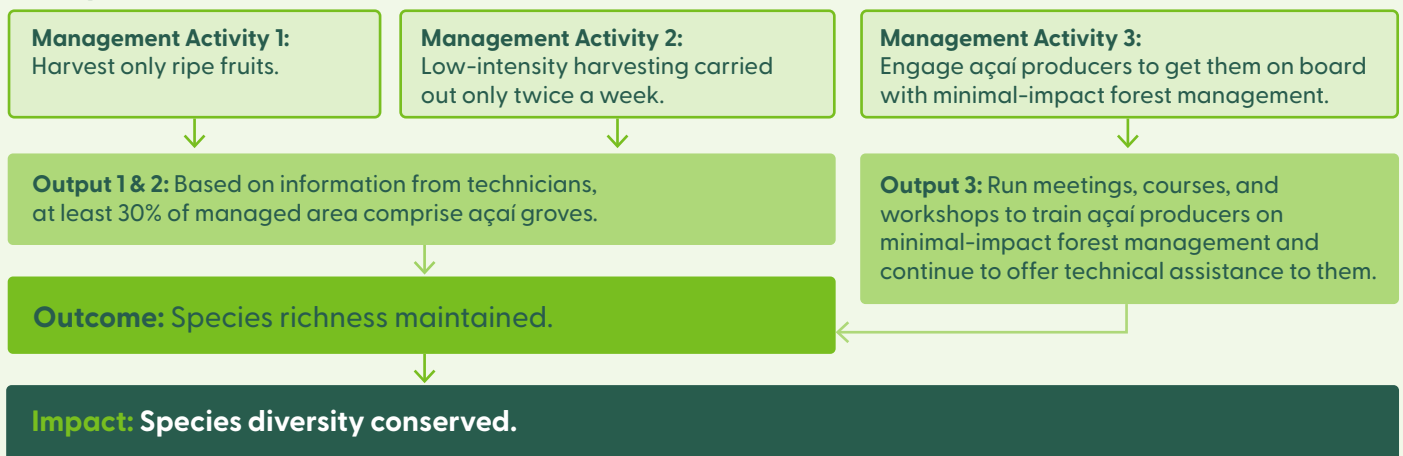 Management Activity 1:
Harvest only ripe fruits.
Management Activity 2:
Low-intensity harvesting carried
out only twice a week.
Management Activity 3:
Engage açaí producers to get them on board
with minimal-impact forest management.
Output 1 & 2: Based on information from technicians,
at least 30% of managed area comprise açaí groves.
Output 3: Run meetings, courses, and
workshops to train açaí producers on
minimal-impact forest management and
continue to offer technical assistance to them.
Outcome: Species richness maintained.
Impact: Species diversity conserved.